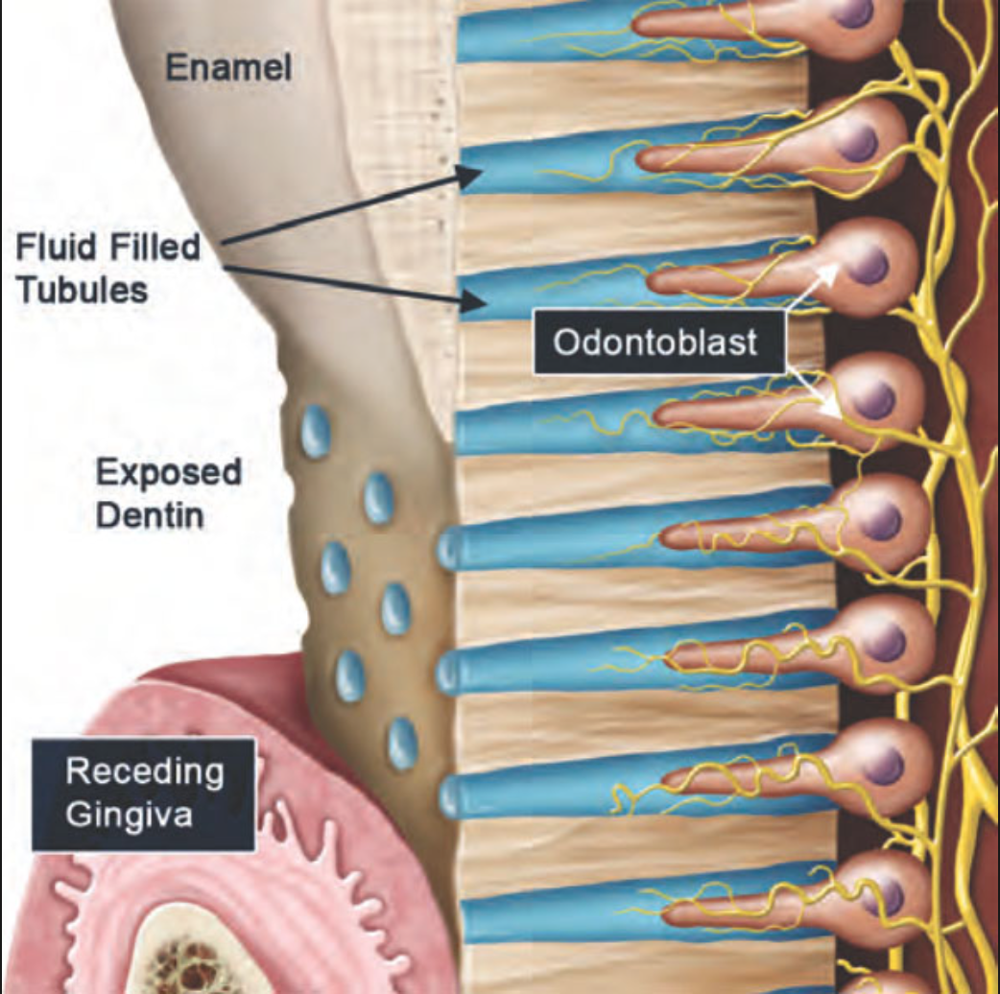 Enamel
Fluid Filled
Tubules
Odontoblast
Exposed
Dentin
Receding
Gingiva